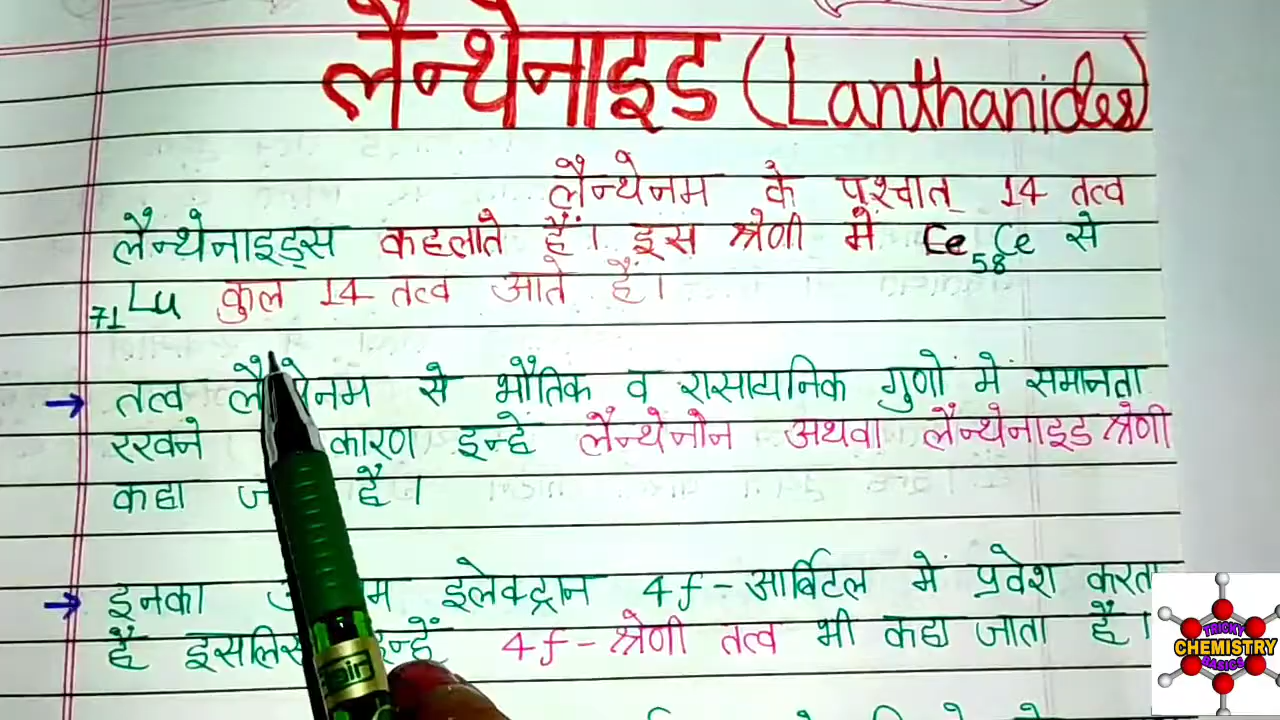 लैन्थेनाइड (Lanthanides)
लैन्थेनम के पश्चात् 14 तत्व
लैन्थेनाइड्स कहलाते हैं। इस श्रेणी में Ce 58Ce से
71Lu कुल 14 तत्व आते हैं।
→ तत्व लैन्थेनम से भौतिक व रासायनिक गुणों में समानता
रखने कारण इन्हें लैन्थेनोन अथवा लैन्थेनाइड श्रेणी
कहा है।
→ इनका इलेक्ट्रान 4f-आर्बिटल में प्रवेश करता
है इसलिए इन्हें 4f-श्रेणी तत्व भी कहा जाता है।
TRICKY
CHEMISTRY
BASICS